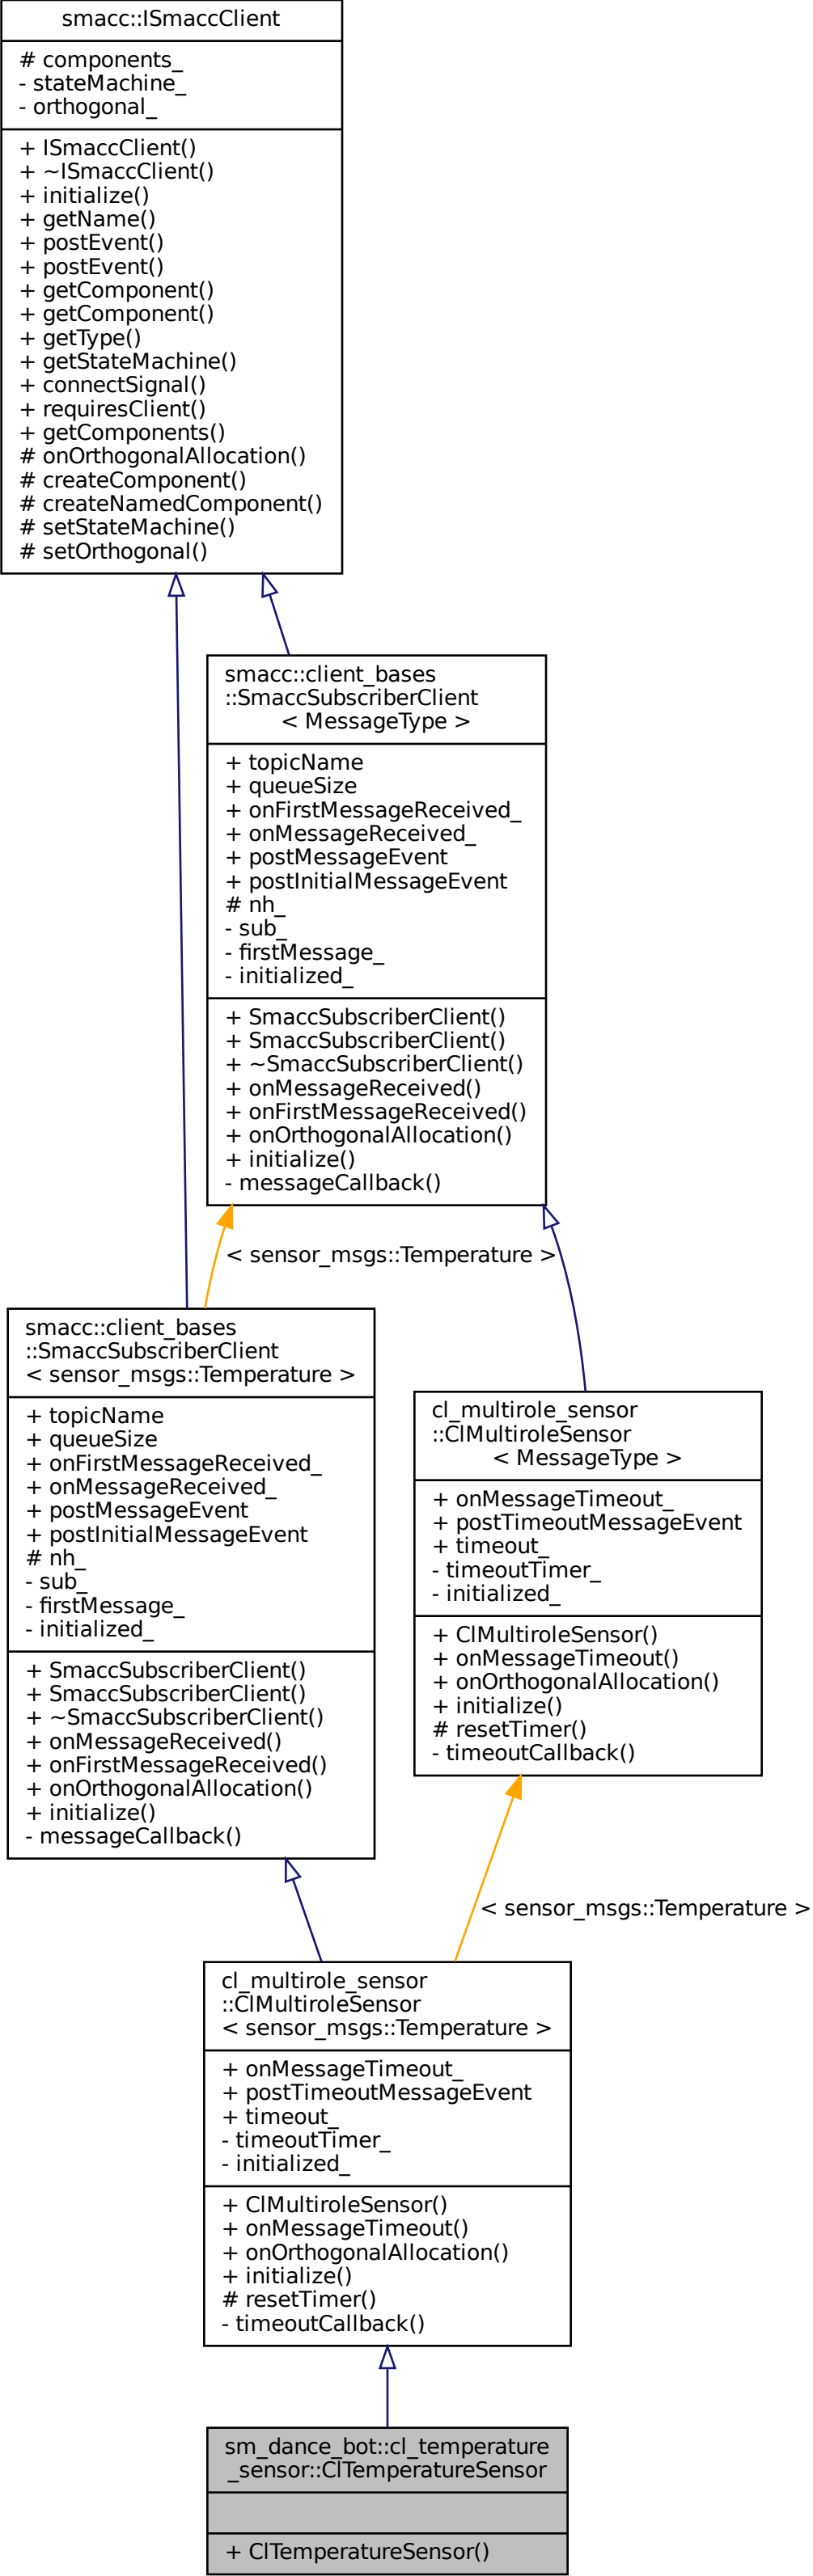 smacc::ISmaccClient
# components_
- stateMachine_
- orthogonal_
+ ISmaccClient()
+ ~ISmaccClient()
+ initialize()
+ getName()
+ postEvent()
+ postEvent()
+ getComponent()
+ getComponent()
+ getType()
+ getStateMachine()
+ connectSignal()
+ requiresClient()
+ getComponents()
# onOrthogonalAllocation()
# createComponent()
# createNamedComponent()
# setStateMachine()
# setOrthogonal()
smacc::client_bases
::SmaccSubscriberClient
< MessageType >
+ topicName
+ queueSize
+ onFirstMessageReceived_
+ onMessageReceived_
+ postMessageEvent
+ postInitialMessageEvent
# nh_
- sub_
- firstMessage_
- initialized_
+ SmaccSubscriberClient()
+ SmaccSubscriberClient()
+ ~SmaccSubscriberClient()
+ onMessageReceived()
+ onFirstMessageReceived()
+ onOrthogonalAllocation()
+ initialize()
- messageCallback()
< sensor_msgs::Temperature >
smacc::client_bases
::SmaccSubscriberClient
< sensor_msgs::Temperature >
+ topicName
+ queueSize
+ onFirstMessageReceived_
+ onMessageReceived_
+ postMessageEvent
+ postInitialMessageEvent
# nh_
- sub_
- firstMessage_
- initialized_
+ SmaccSubscriberClient()
+ SmaccSubscriberClient()
+ ~SmaccSubscriberClient()
+ onMessageReceived()
+ onFirstMessageReceived()
+ onOrthogonalAllocation()
+ initialize()
- messageCallback()
cl_multirole_sensor
::ClMultiroleSensor
< MessageType >
+ onMessageTimeout_
+ postTimeoutMessageEvent
+ timeout_
- timeoutTimer_
- initialized_
+ ClMultiroleSensor()
+ onMessageTimeout()
+ onOrthogonalAllocation()
+ initialize()
# resetTimer()
- timeoutCallback()
< sensor_msgs::Temperature >
cl_multirole_sensor
::ClMultiroleSensor
< sensor_msgs::Temperature >
+ onMessageTimeout_
+ postTimeoutMessageEvent
+ timeout_
- timeoutTimer_
- initialized_
+ ClMultiroleSensor()
+ onMessageTimeout()
+ onOrthogonalAllocation()
+ initialize()
# resetTimer()
- timeoutCallback()
sm_dance_bot::cl_temperature
_sensor::ClTemperatureSensor
+ ClTemperatureSensor()